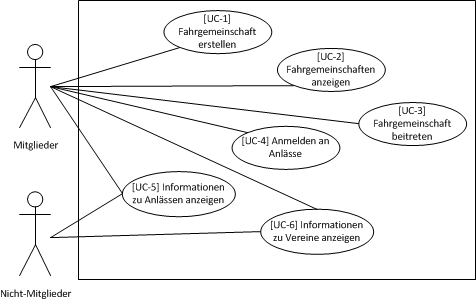 [UC-1]
Fahrgemeinschaft
erstellen
[UC-2]
Fahrgemeinschaften
anzeigen
[UC-3]
Fahrgemeinschaft
beitreten
Mitglieder
[UC-4] Anmelden an
Anlässe
[UC-5] Informationen
zu Anlässen anzeigen
[UC-6] Informationen
zu Vereine anzeigen
Nicht-Mitglieder